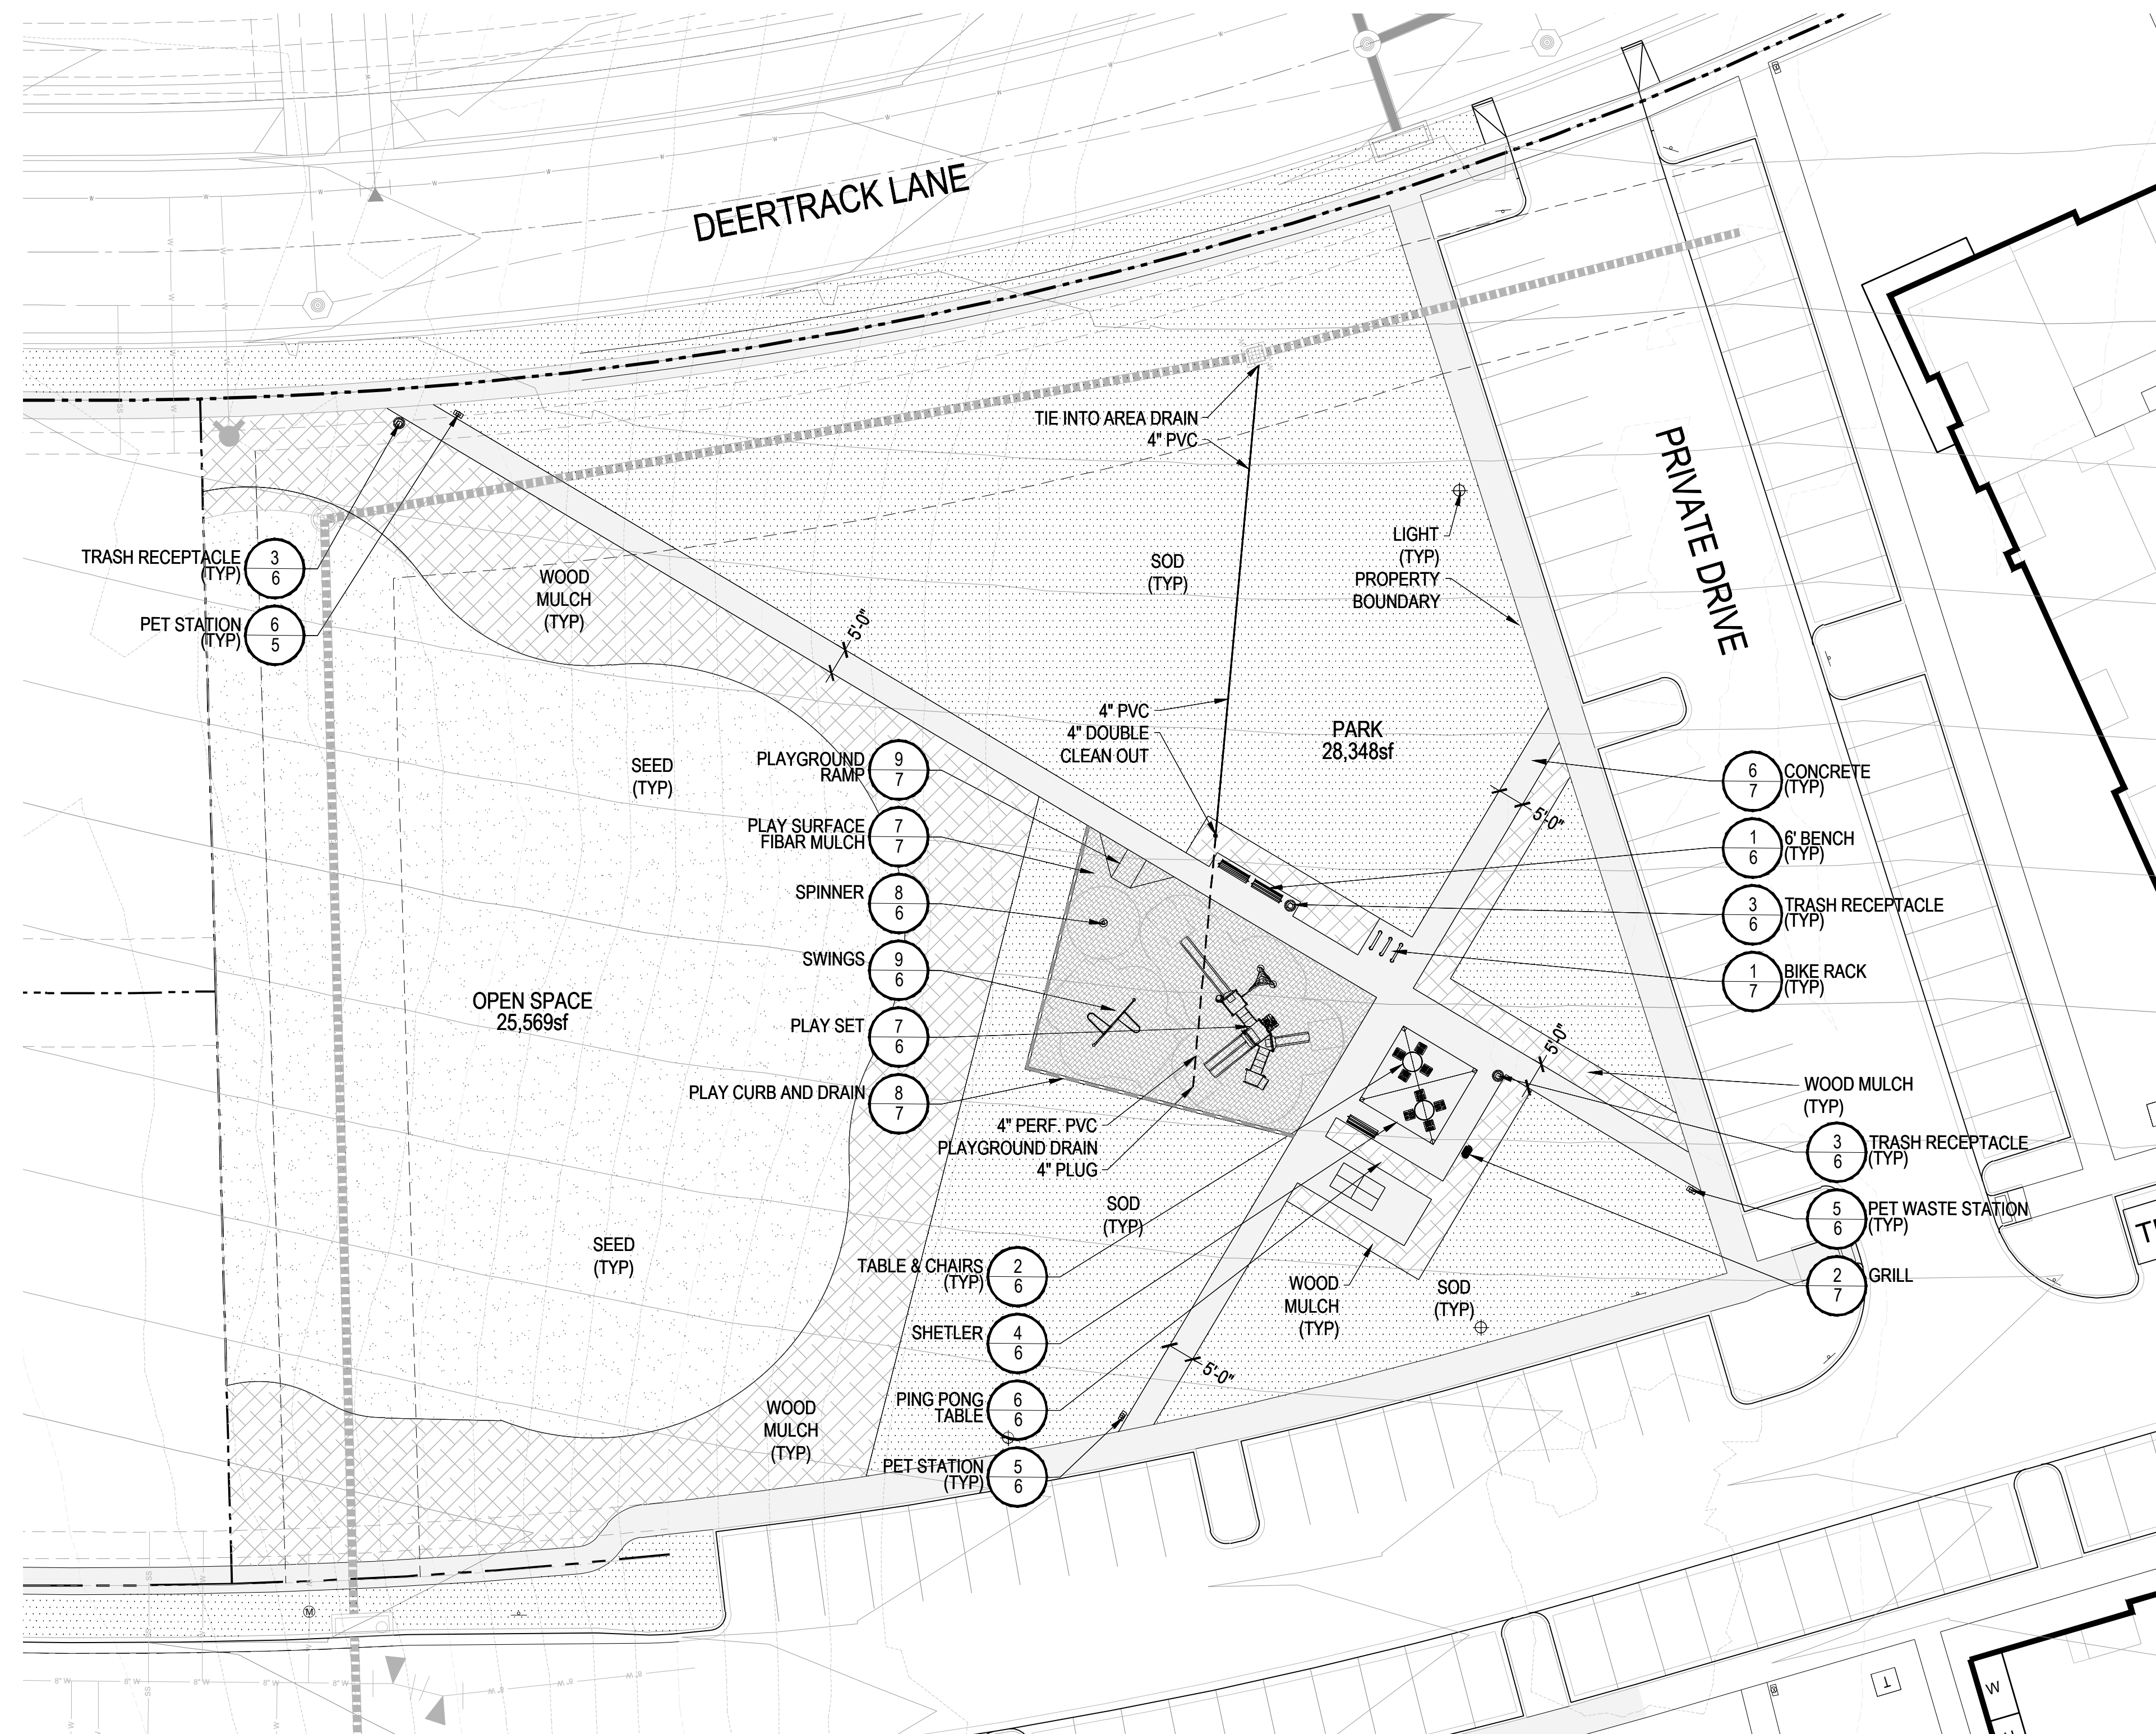 DEERTRACK LANE
PRIVATE DRIVE
TIE INTO AREA DRAIN
4" PVC
LIGHT
(TYP)
PROPERTY
BOUNDARY
SOD
(TYP)
TRASH RECEPTACLE
(TYP)
3
6
PET STATION
(TYP)
6
5
WOOD
MULCH
(TYP)
5'-0"
4" PVC
4" DOUBLE
CLEAN OUT
PARK
28,348sf
SEED
(TYP)
PLAYGROUND
RAMP
9
7
PLAY SURFACE
FIBAR MULCH
7
7
SPINNER
8
6
SWINGS
9
6
PLAY SET
7
6
PLAY CURB AND DRAIN
8
7
OPEN SPACE
25,569sf
5'-0"
6
7
CONCRETE
(TYP)
1
6
6' BENCH
(TYP)
3
6
TRASH RECEPTACLE
(TYP)
1
7
BIKE RACK
(TYP)
5'-0"
WOOD MULCH
(TYP)
3
6
TRASH RECEPTACLE
(TYP)
5
6
PET WASTE STATION
(TYP)
2
7
GRILL
4" PERF. PVC
PLAYGROUND DRAIN
4" PLUG
SOD
(TYP)
SEED
(TYP)
TABLE & CHAIRS
(TYP)
2
6
SHETLER
4
6
PING PONG
TABLE
6
6
PET STATION
(TYP)
5
6
WOOD
MULCH
(TYP)
SOD
(TYP)
5'-0"
WOOD
MULCH
(TYP)
M
8" W
8" W
8" W
8" W
8" W
T
W